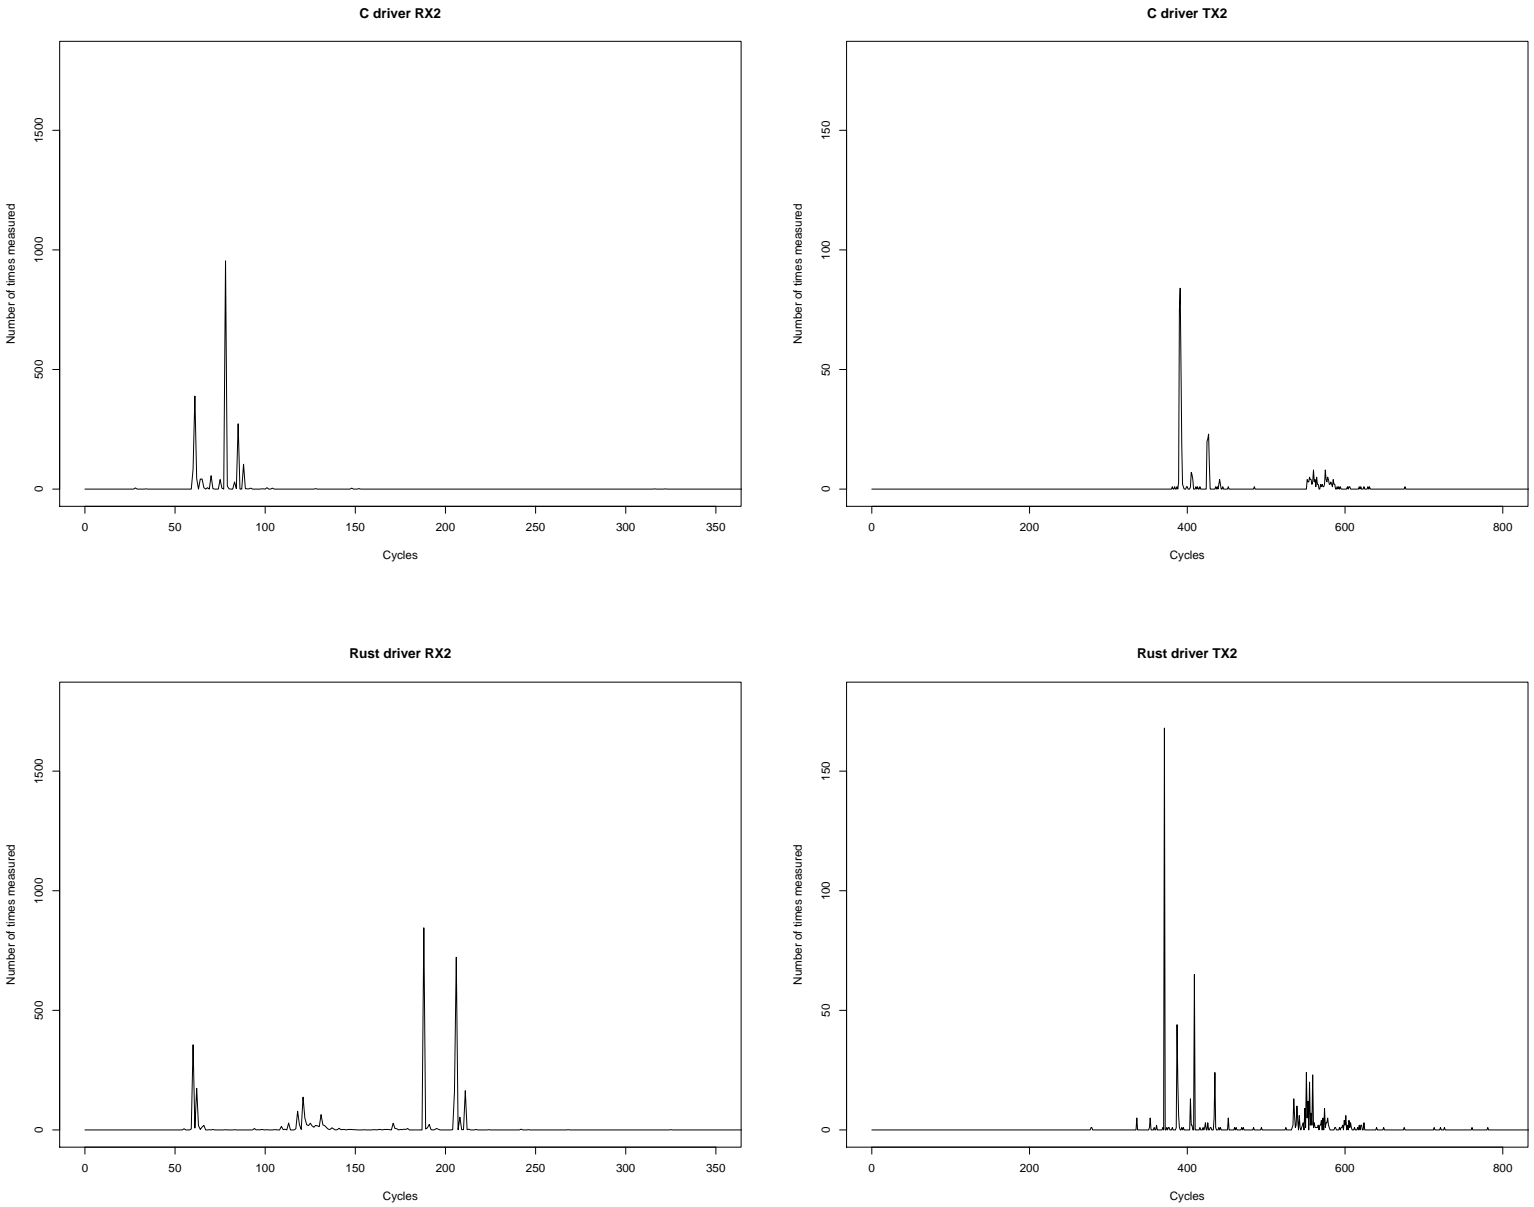 C driver RX2
Number of times measured
1500
1000
500
0
0 50 100 150 200 250 300 350
Cycles
C driver TX2
Number of times measured
150
100
50
0
0 200 400 600 800
Cycles
Rust driver RX2
Number of times measured
1500
1000
500
0
0 50 100 150 200 250 300 350
Cycles
Rust driver TX2
Number of times measured
150
100
50
0
0 200 400 600 800
Cycles